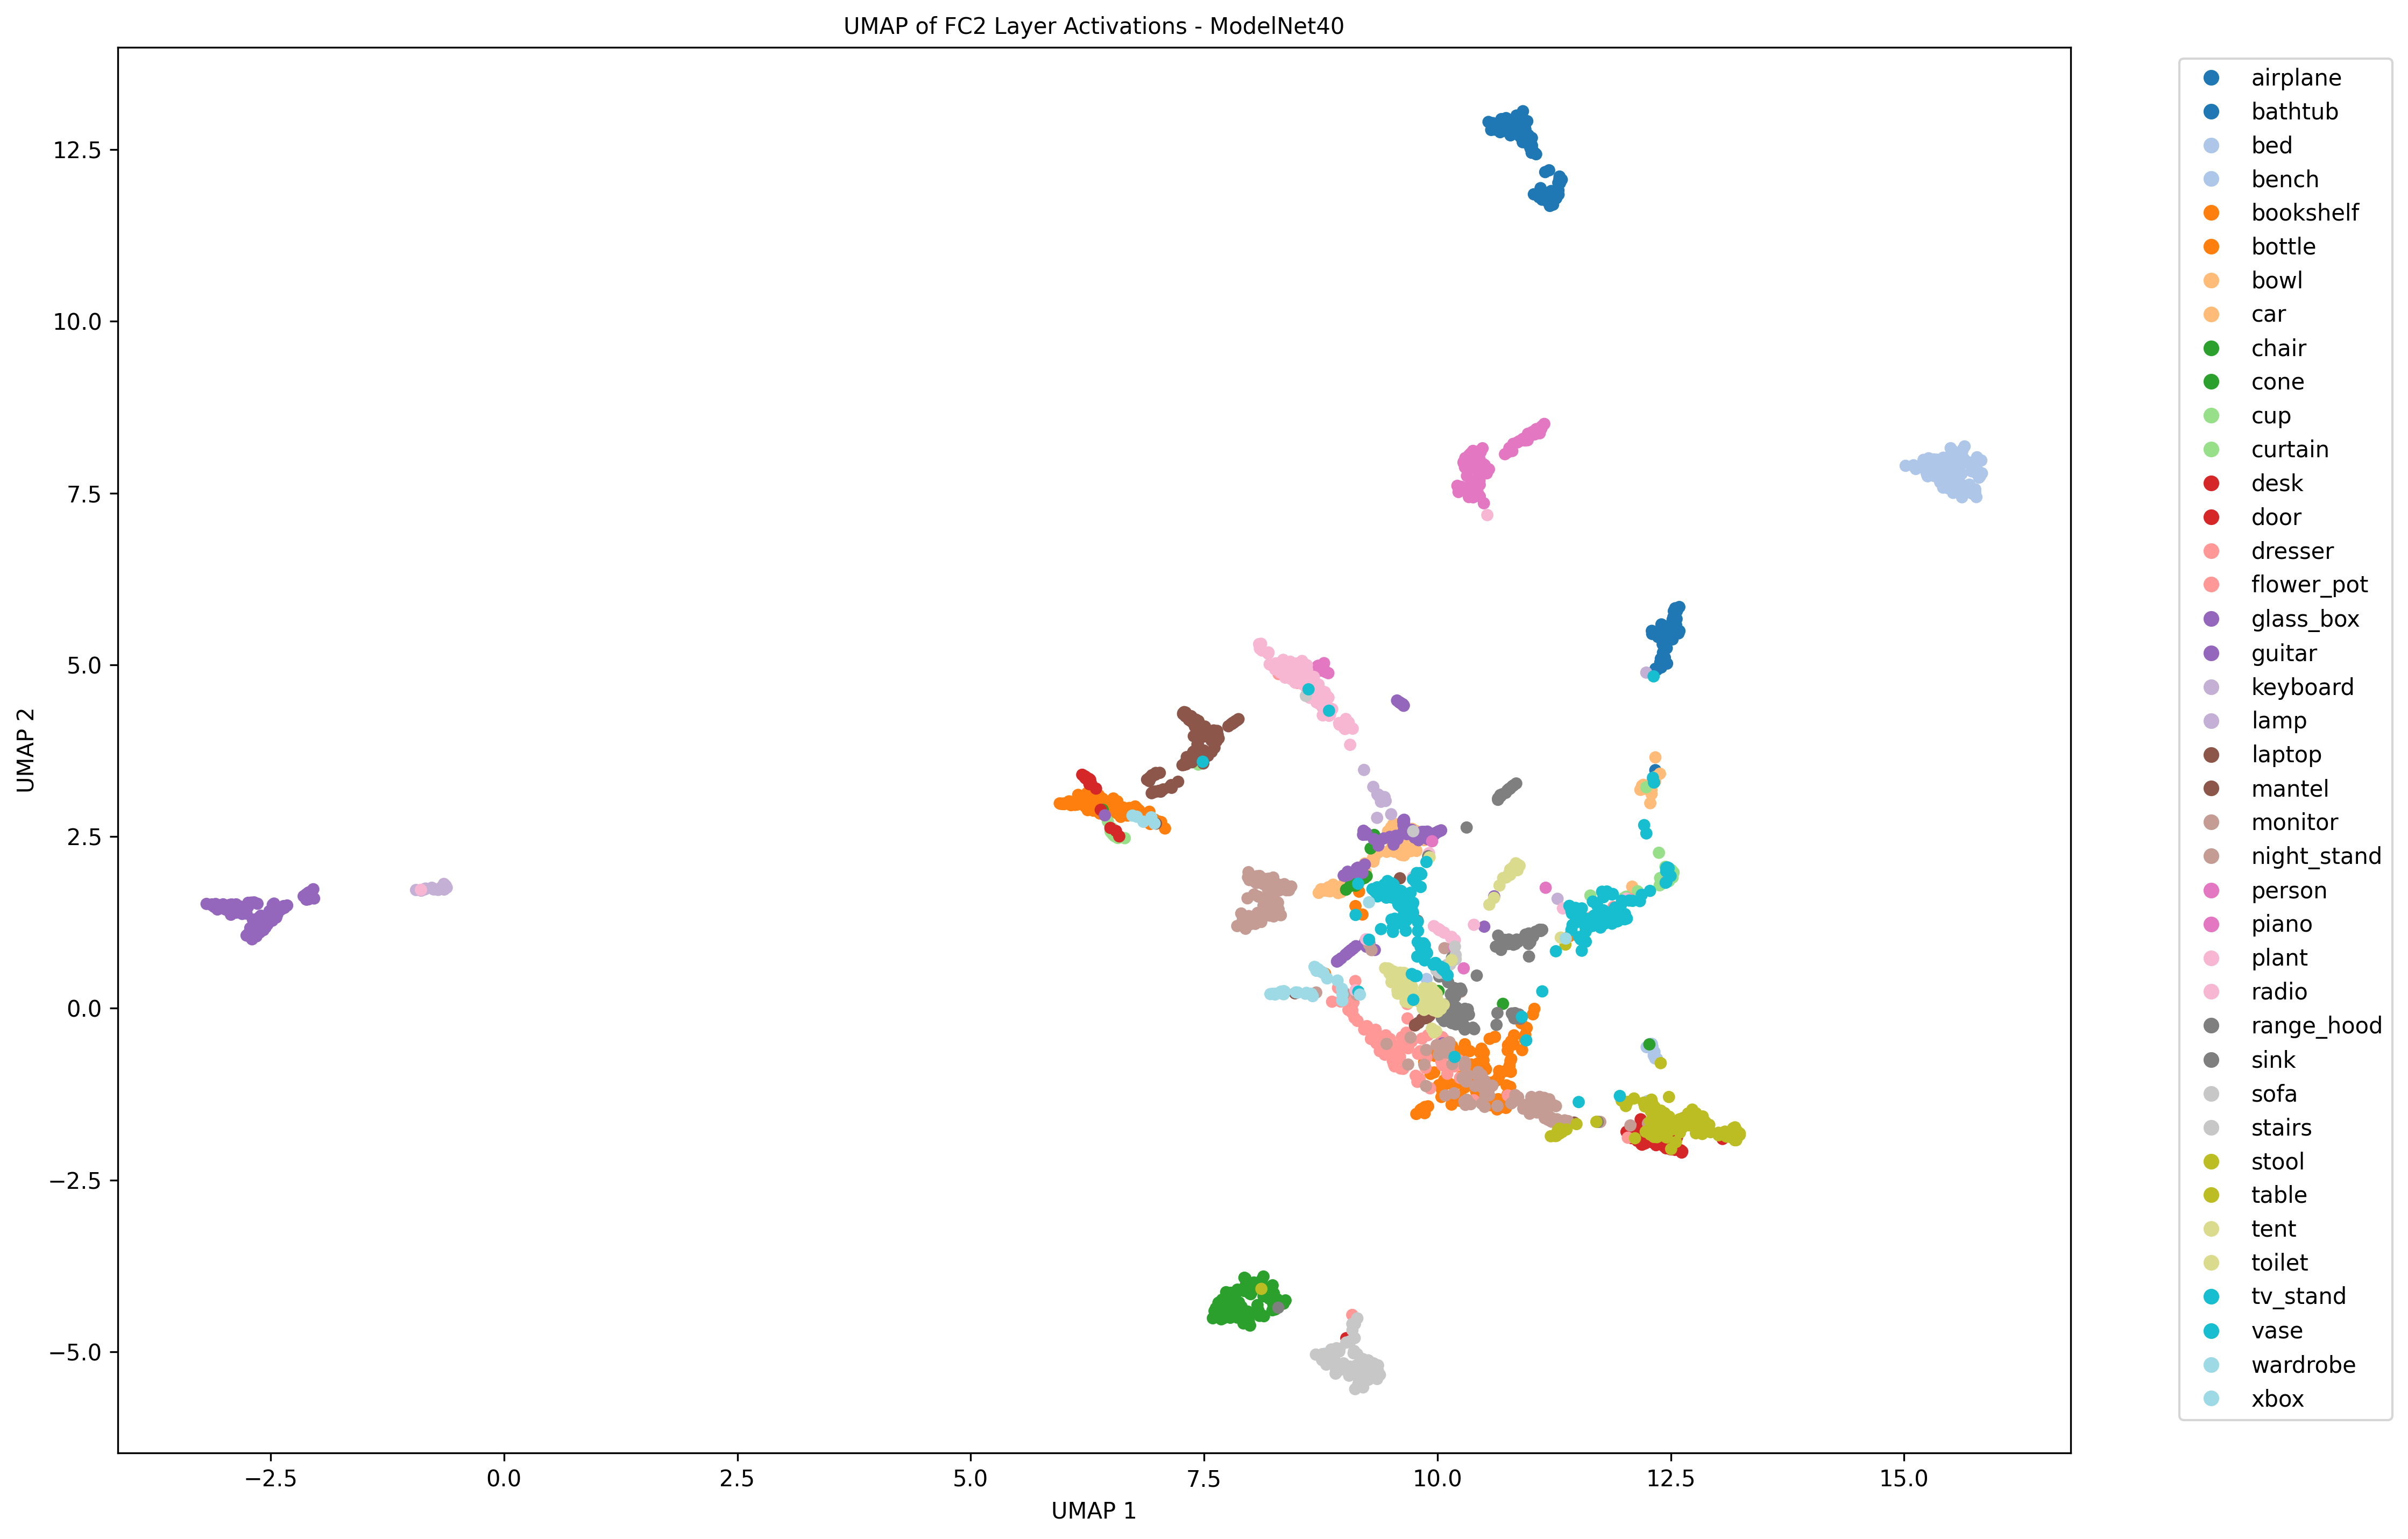 UMAP of FC2 Layer Activations - ModelNet40
12.5
10.0
7.5
5.0
2.5
0.0
−2.5
−5.0
UMAP 2
−2.5
0.0
2.5
5.0
7.5
10.0
12.5
15.0
UMAP 1
airplane
bathtub
bed
bench
bookshelf
bottle
bowl
car
chair
cone
cup
curtain
desk
door
dresser
flower_pot
glass_box
guitar
keyboard
lamp
laptop
mantel
monitor
night_stand
person
piano
plant
radio
range_hood
sink
sofa
stairs
stool
table
tent
toilet
tv_stand
vase
wardrobe
xbox